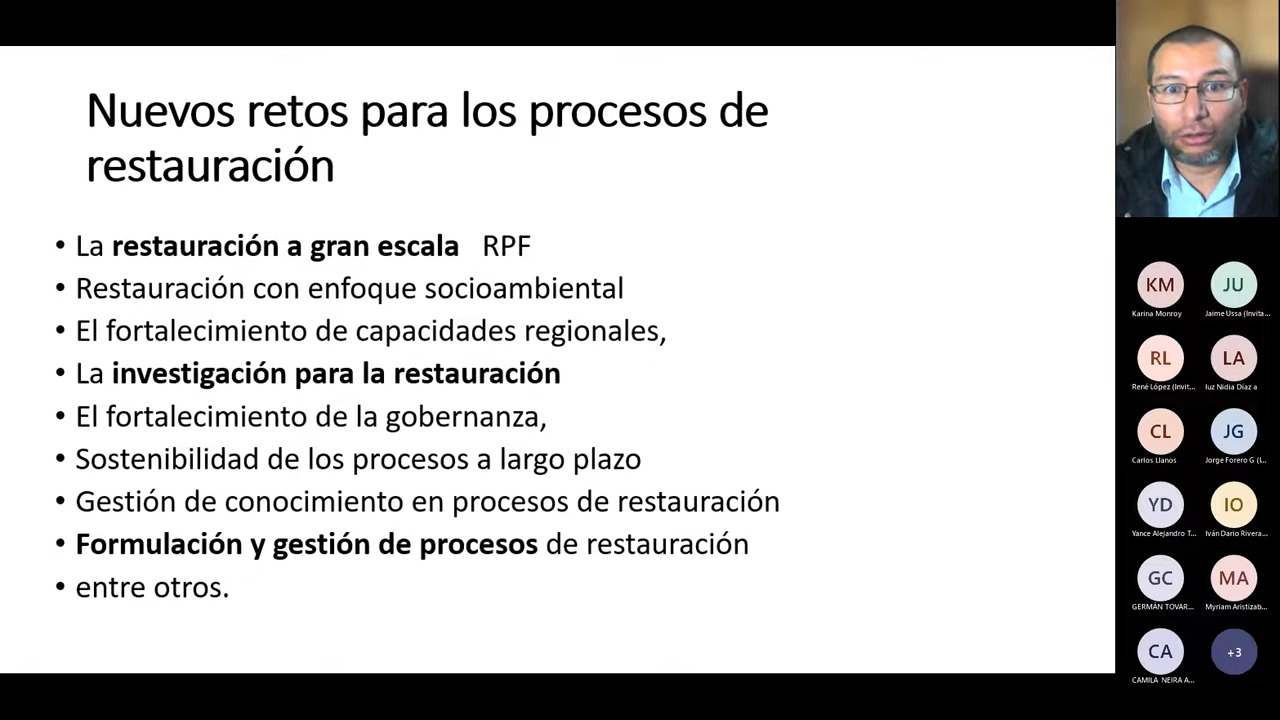 Nuevos retos para los procesos de
restauración
• La restauración a gran escala RPF
• Restauración con enfoque socioambiental
• El fortalecimiento de capacidades regionales,
• La investigación para la restauración
• El fortalecimiento de la gobernanza,
• Sostenibilidad de los procesos a largo plazo
• Gestión de conocimiento en procesos de restauración
• Formulación y gestión de procesos de restauración
• entre otros.
KM JU
Karina Monroy Jaime Ussa (Invita...
RL LA
René López (Invit... luz Nidia Díaz a
CL JG
Carlos Llanos Jorge Forero G (I...
YD IO
Yance Alejandro T... Iván Dario Rivera...
GC MA
GERMÁN TOVAR... Myriam Aristizab...
CA +3
CAMILA NEIRA A...